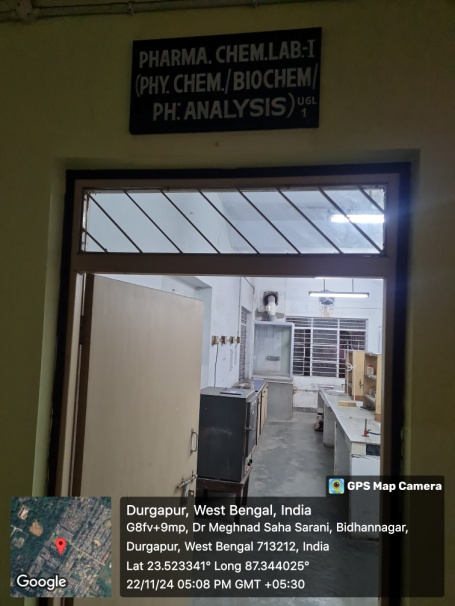 PHARMA. CHEM.LAB.-I
(PHY. CHEM./BIOCHEM/
PH. ANALYSIS) UGL
1
GPS Map Camera
Durgapur, West Bengal, India
G8fv+9mp, Dr Meghnad Saha Sarani, Bidhannagar,
Durgapur, West Bengal 713212, India
Lat 23.523341° Long 87.344025°
22/11/24 05:08 PM GMT +05:30
Google